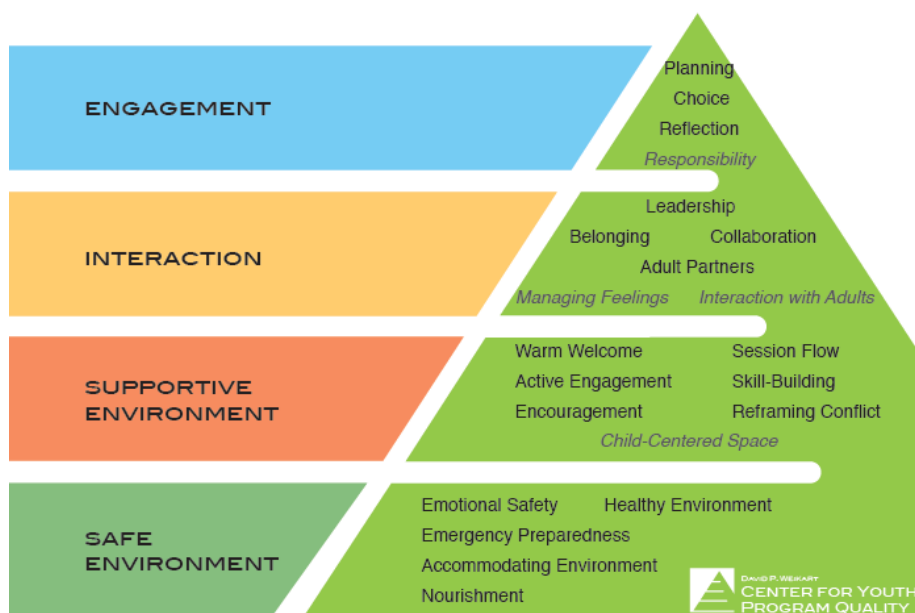 ENGAGEMENT
Planning
Choice
Reflection
Responsibility
INTERACTION
Leadership
Belonging Collaboration
Adult Partners
Managing Feelings Interaction with Adults
SUPPORTIVE
ENVIRONMENT
Warm Welcome Session Flow
Active Engagement Skill-Building
Encouragement Reframing Conflict
Child-Centered Space
SAFE
ENVIRONMENT
Emotional Safety Healthy Environment
Emergency Preparedness
Accommodating Environment
Nourishment
DAVID P. WEIKART
CENTER FOR YOUTH
PROGRAM QUALITY